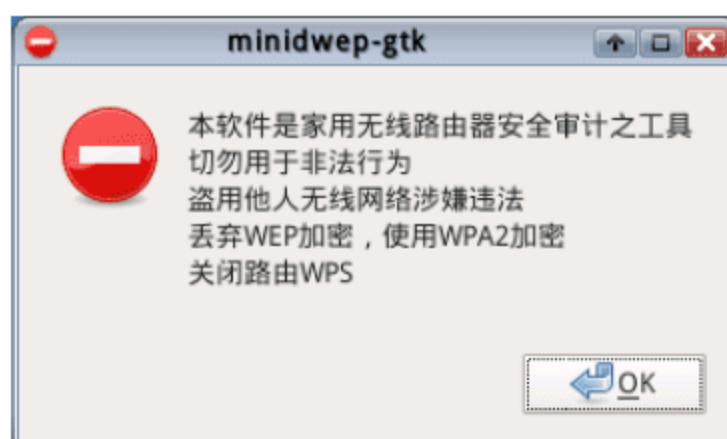 minidwep-gtk
本软件是家用无线路由器安全审计之工具
切勿用于非法行为
盗用他人无线网络涉嫌违法
丢弃WEP加密，使用WPA2加密
关闭路由WPS
OK